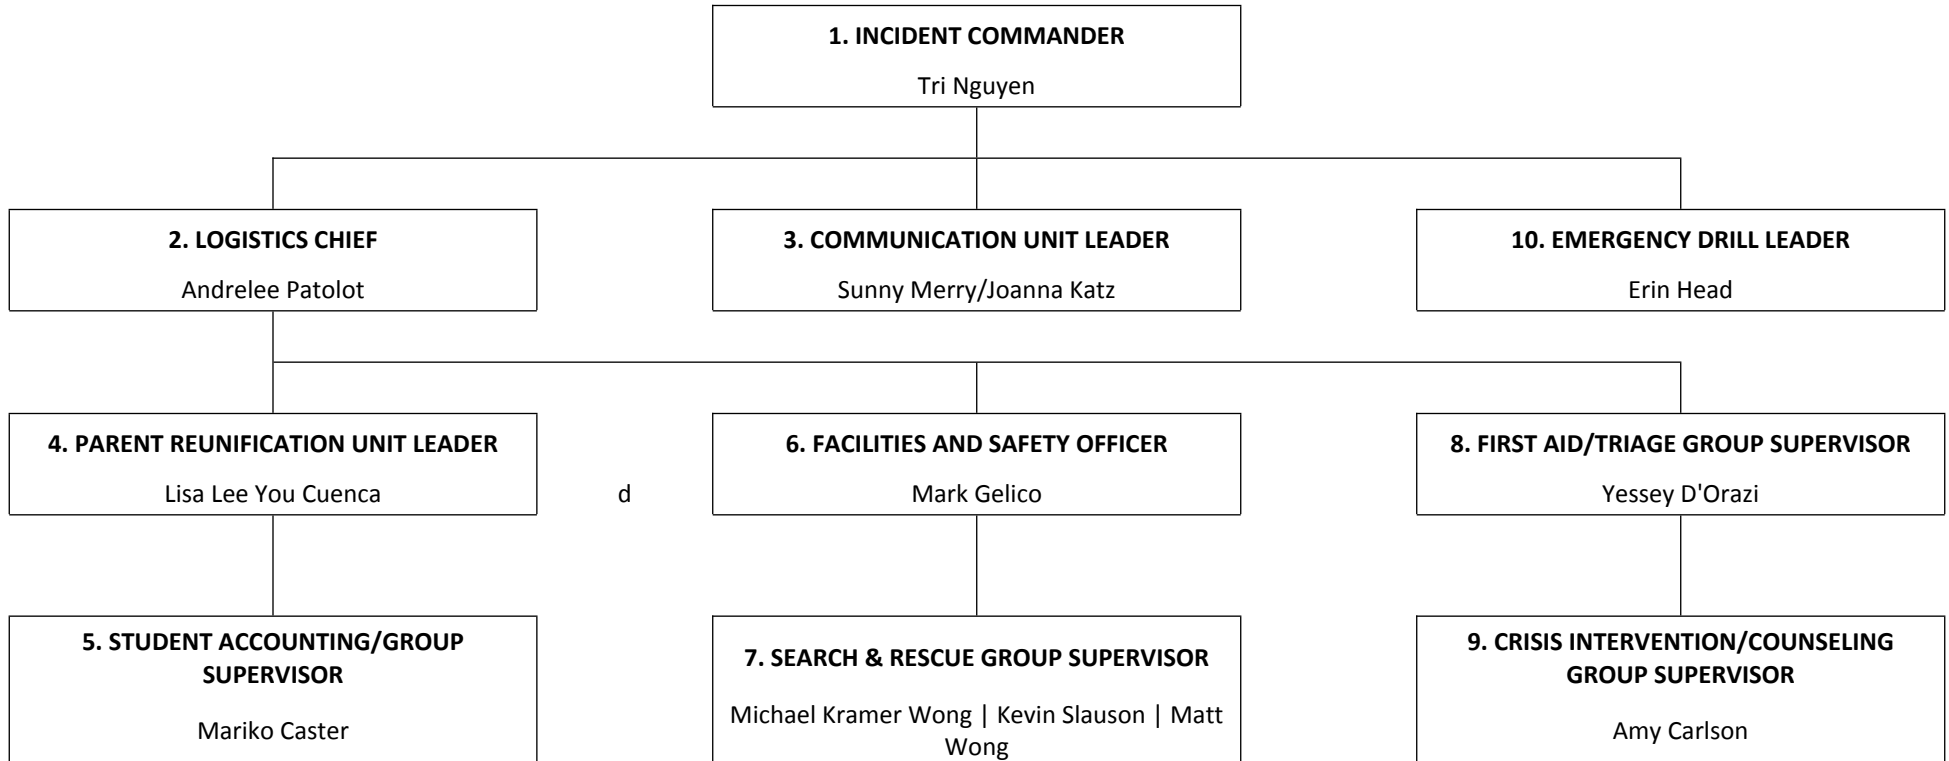 1. INCIDENT COMMANDER
Tri Nguyen
2. LOGISTICS CHIEF
Andrelee Patolot
3. COMMUNICATION UNIT LEADER
Sunny Merry/Joanna Katz
10. EMERGENCY DRILL LEADER
Erin Head
4. PARENT REUNIFICATION UNIT LEADER
Lisa Lee You Cuenca
d
6. FACILITIES AND SAFETY OFFICER
Mark Gelico
8. FIRST AID/TRIAGE GROUP SUPERVISOR
Yessey D'Orazi
5. STUDENT ACCOUNTING/GROUP
SUPERVISOR
Mariko Caster
7. SEARCH & RESCUE GROUP SUPERVISOR
Michael Kramer Wong | Kevin Slauson | Matt
Wong
9. CRISIS INTERVENTION/COUNSELING
GROUP SUPERVISOR
Amy Carlson